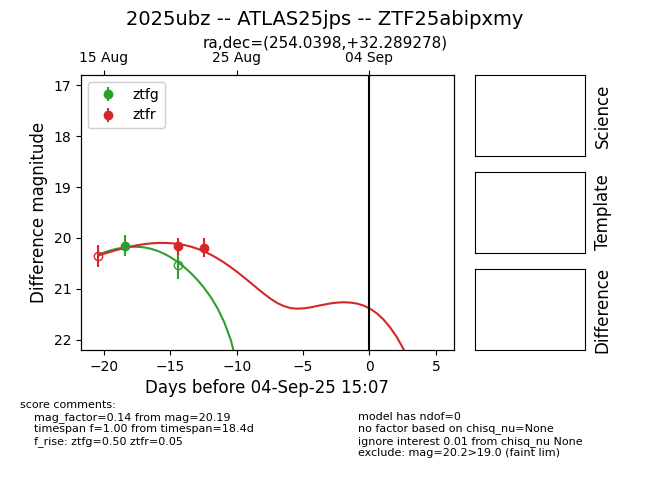 2025ubz -- ATLAS25jps -- ZTF25abipxmy
ra,dec=(254.0398,+32.289278)
15 Aug 25 Aug 04 Sep
ztfg
ztfr
17
18
19
20
21
22
Difference magnitude
−20 −15 −10 −5 0 5
Days before 04-Sep-25 15:07
Science
Template
Difference
score comments:
mag_factor=0.14 from mag=20.19
timespan f=1.00 from timespan=18.4d
f_rise: ztfg=0.50 ztfr=0.05
model has ndof=0
no factor based on chisq_nu=None
ignore interest 0.01 from chisq_nu None
exclude: mag=20.2>19.0 (faint lim)